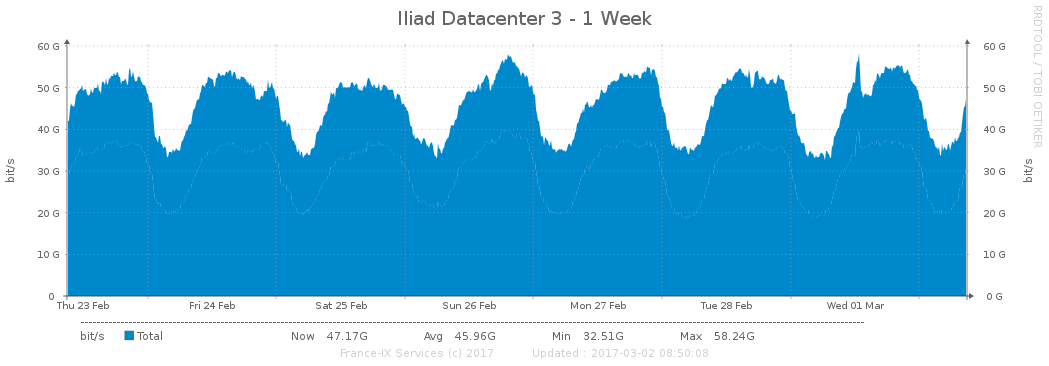 Iliad Datacenter 3 - 1 Week
RRDTOOL / TOBI OETIKER
60 G 60 G
50 G 50 G
40 G 40 G
30 G 30 G
20 G 20 G
10 G 10 G
0 0 G
bit/s bit/s
Thu 23 Feb Fri 24 Feb Sat 25 Feb Sun 26 Feb Mon 27 Feb Tue 28 Feb Wed 01 Mar
bit/s Total Now 47.17G Avg 45.96G Min 32.51G Max 58.24G
France-IX Services (c) 2017 Updated : 2017-03-02 08:50:08